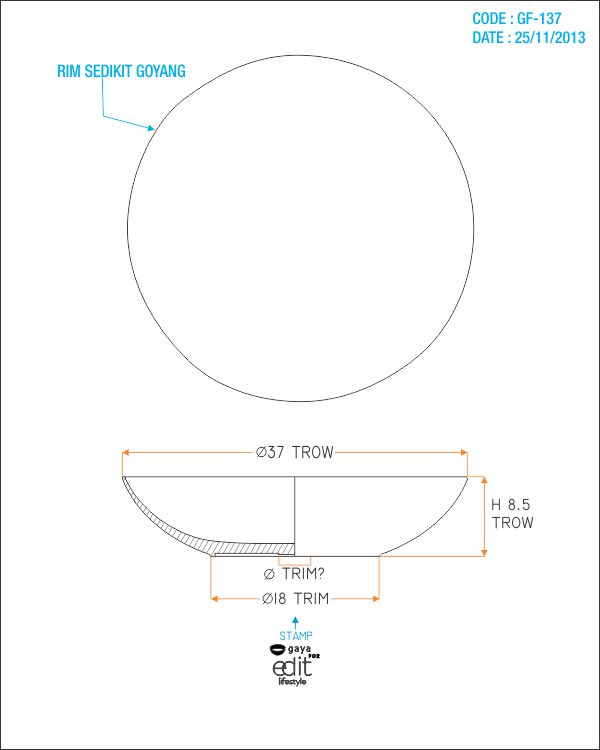 CODE : GF-137
DATE : 25/11/2013
RIM SEDIKIT GOYANG
Ø37 TROW
H 8.5
TROW
Ø TRIM?
Ø18 TRIM
STAMP
gaya
FOR
edit
lifestyle